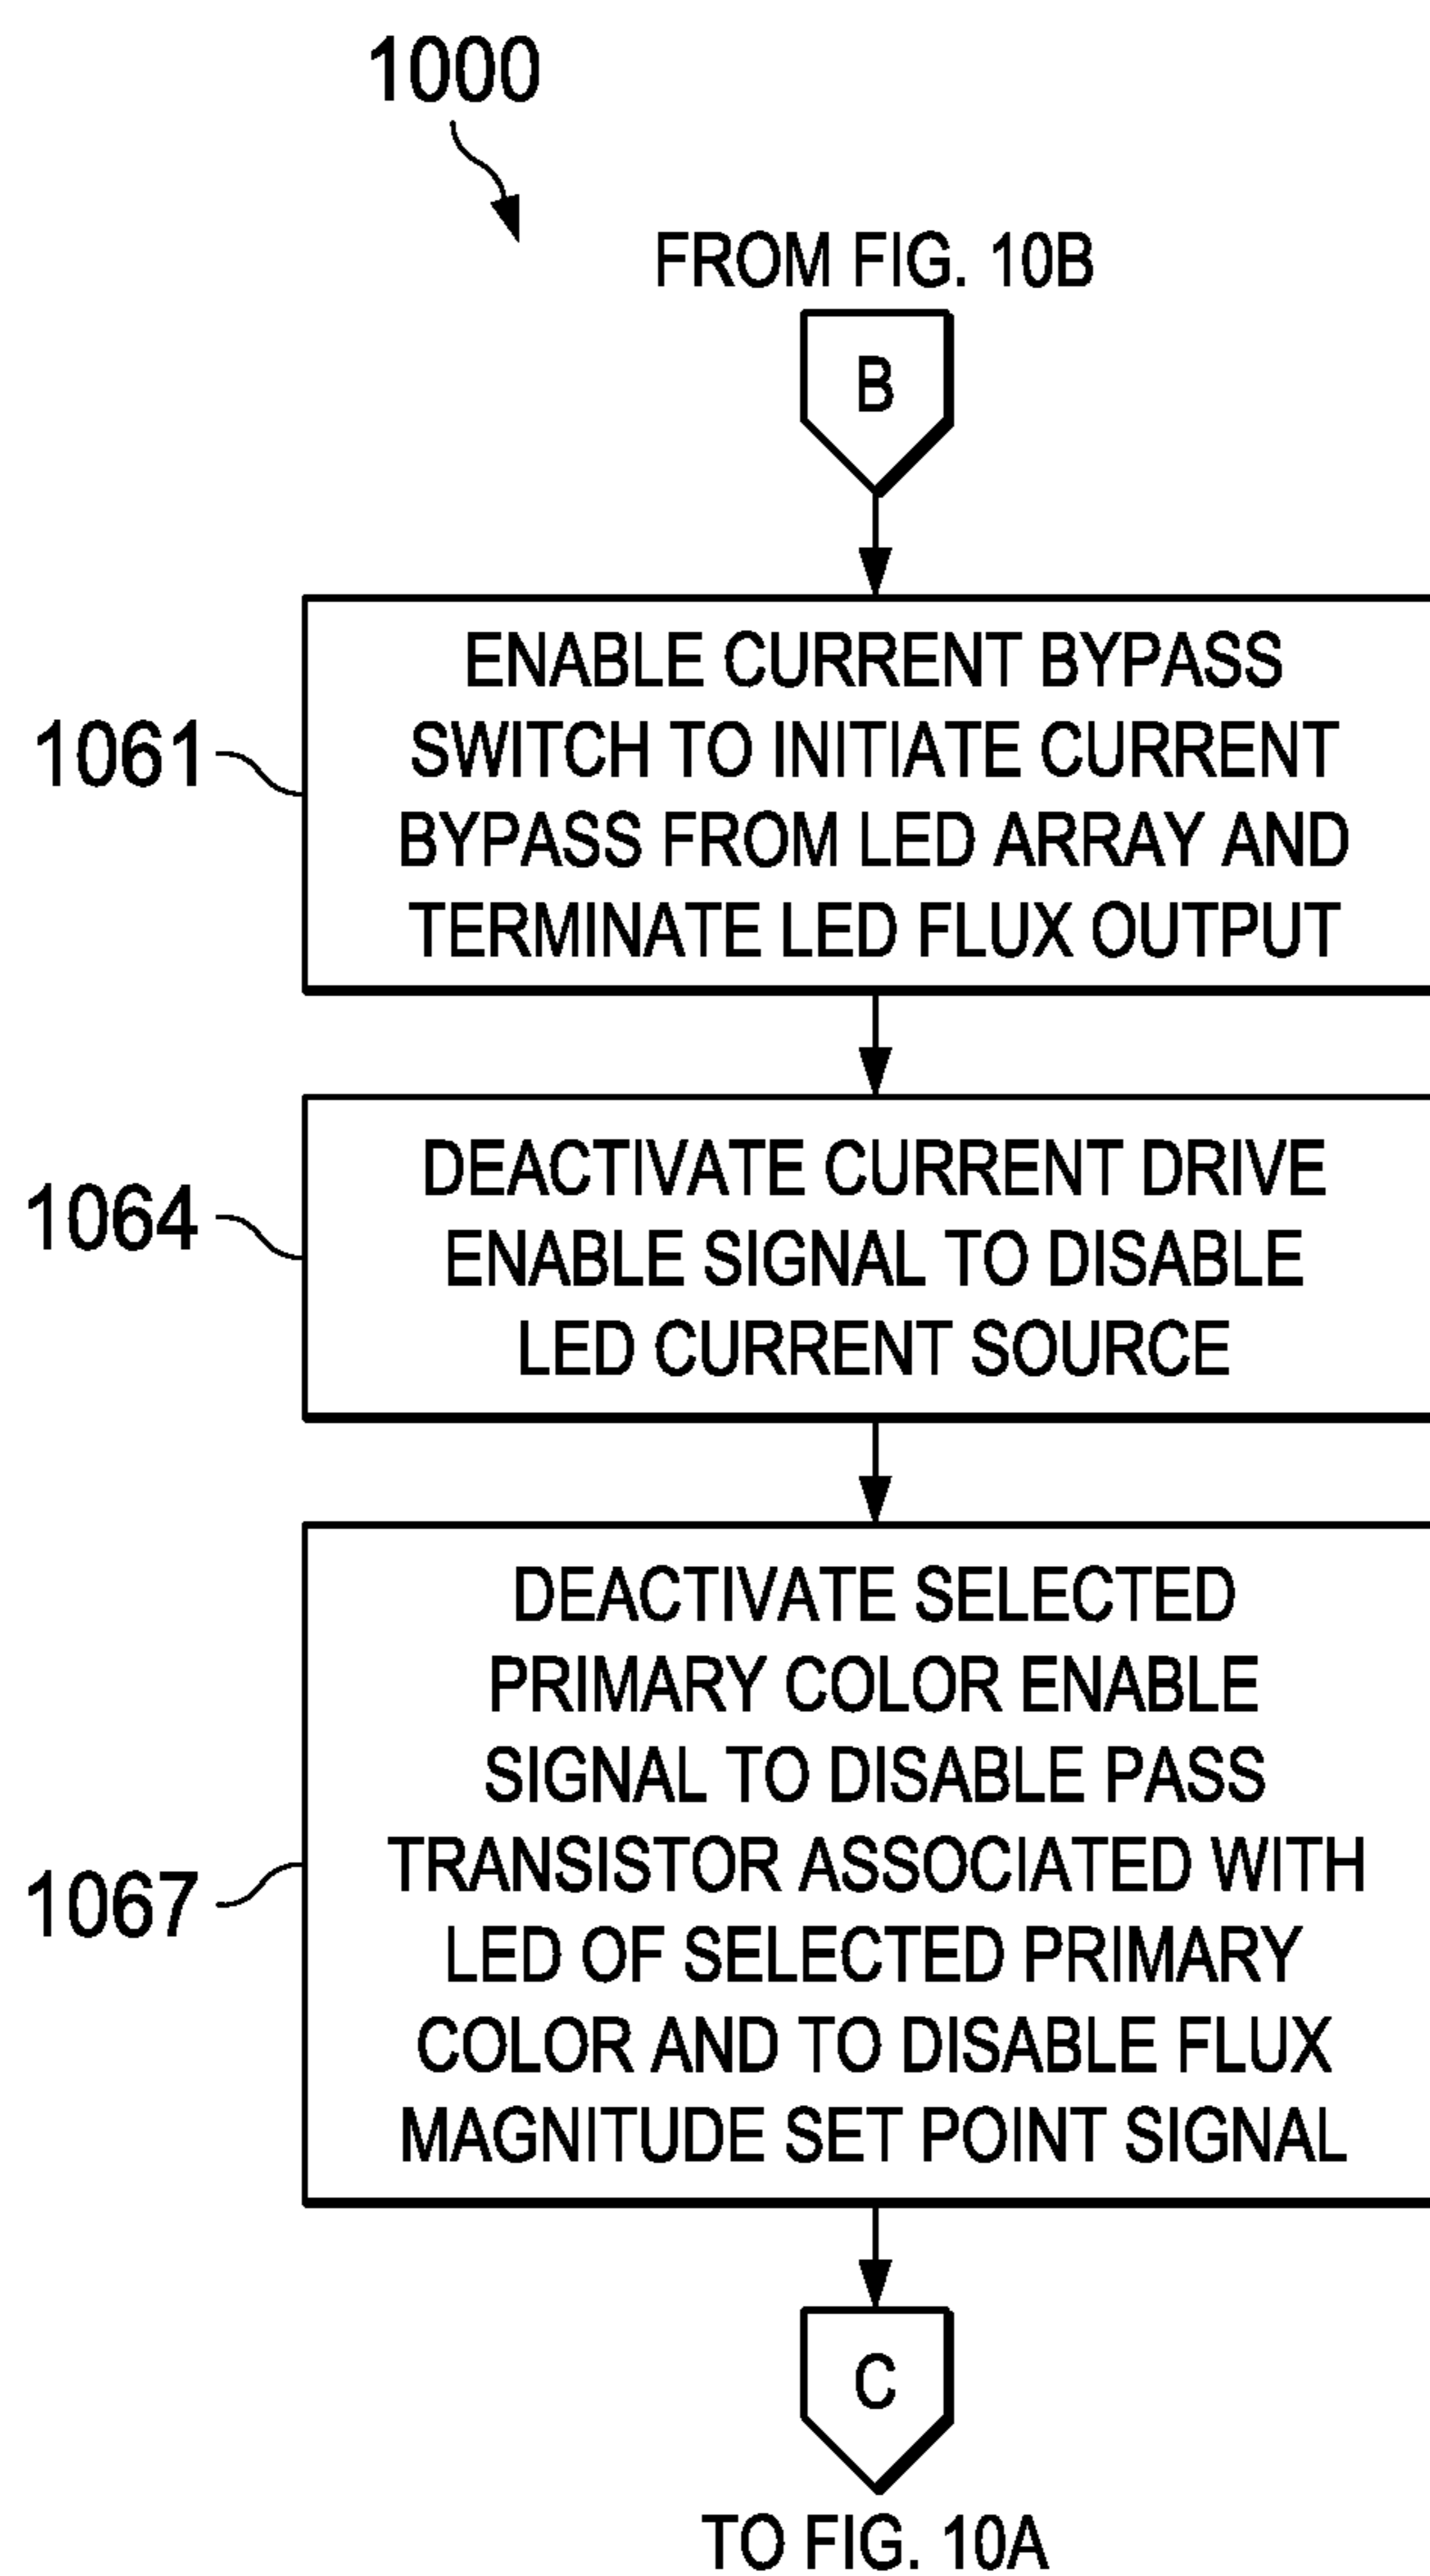 1000
FROM FIG. 10B
B
ENABLE CURRENT BYPASS
SWITCH TO INITIATE CURRENT
BYPASS FROM LED ARRAY AND
TERMINATE LED FLUX OUTPUT
1061
DEACTIVATE CURRENT DRIVE
ENABLE SIGNAL TO DISABLE
LED CURRENT SOURCE
1064
DEACTIVATE SELECTED
PRIMARY COLOR ENABLE
SIGNAL TO DISABLE PASS
TRANSISTOR ASSOCIATED WITH
LED OF SELECTED PRIMARY
COLOR AND TO DISABLE FLUX
MAGNITUDE SET POINT SIGNAL
1067
C
TO FIG. 10A